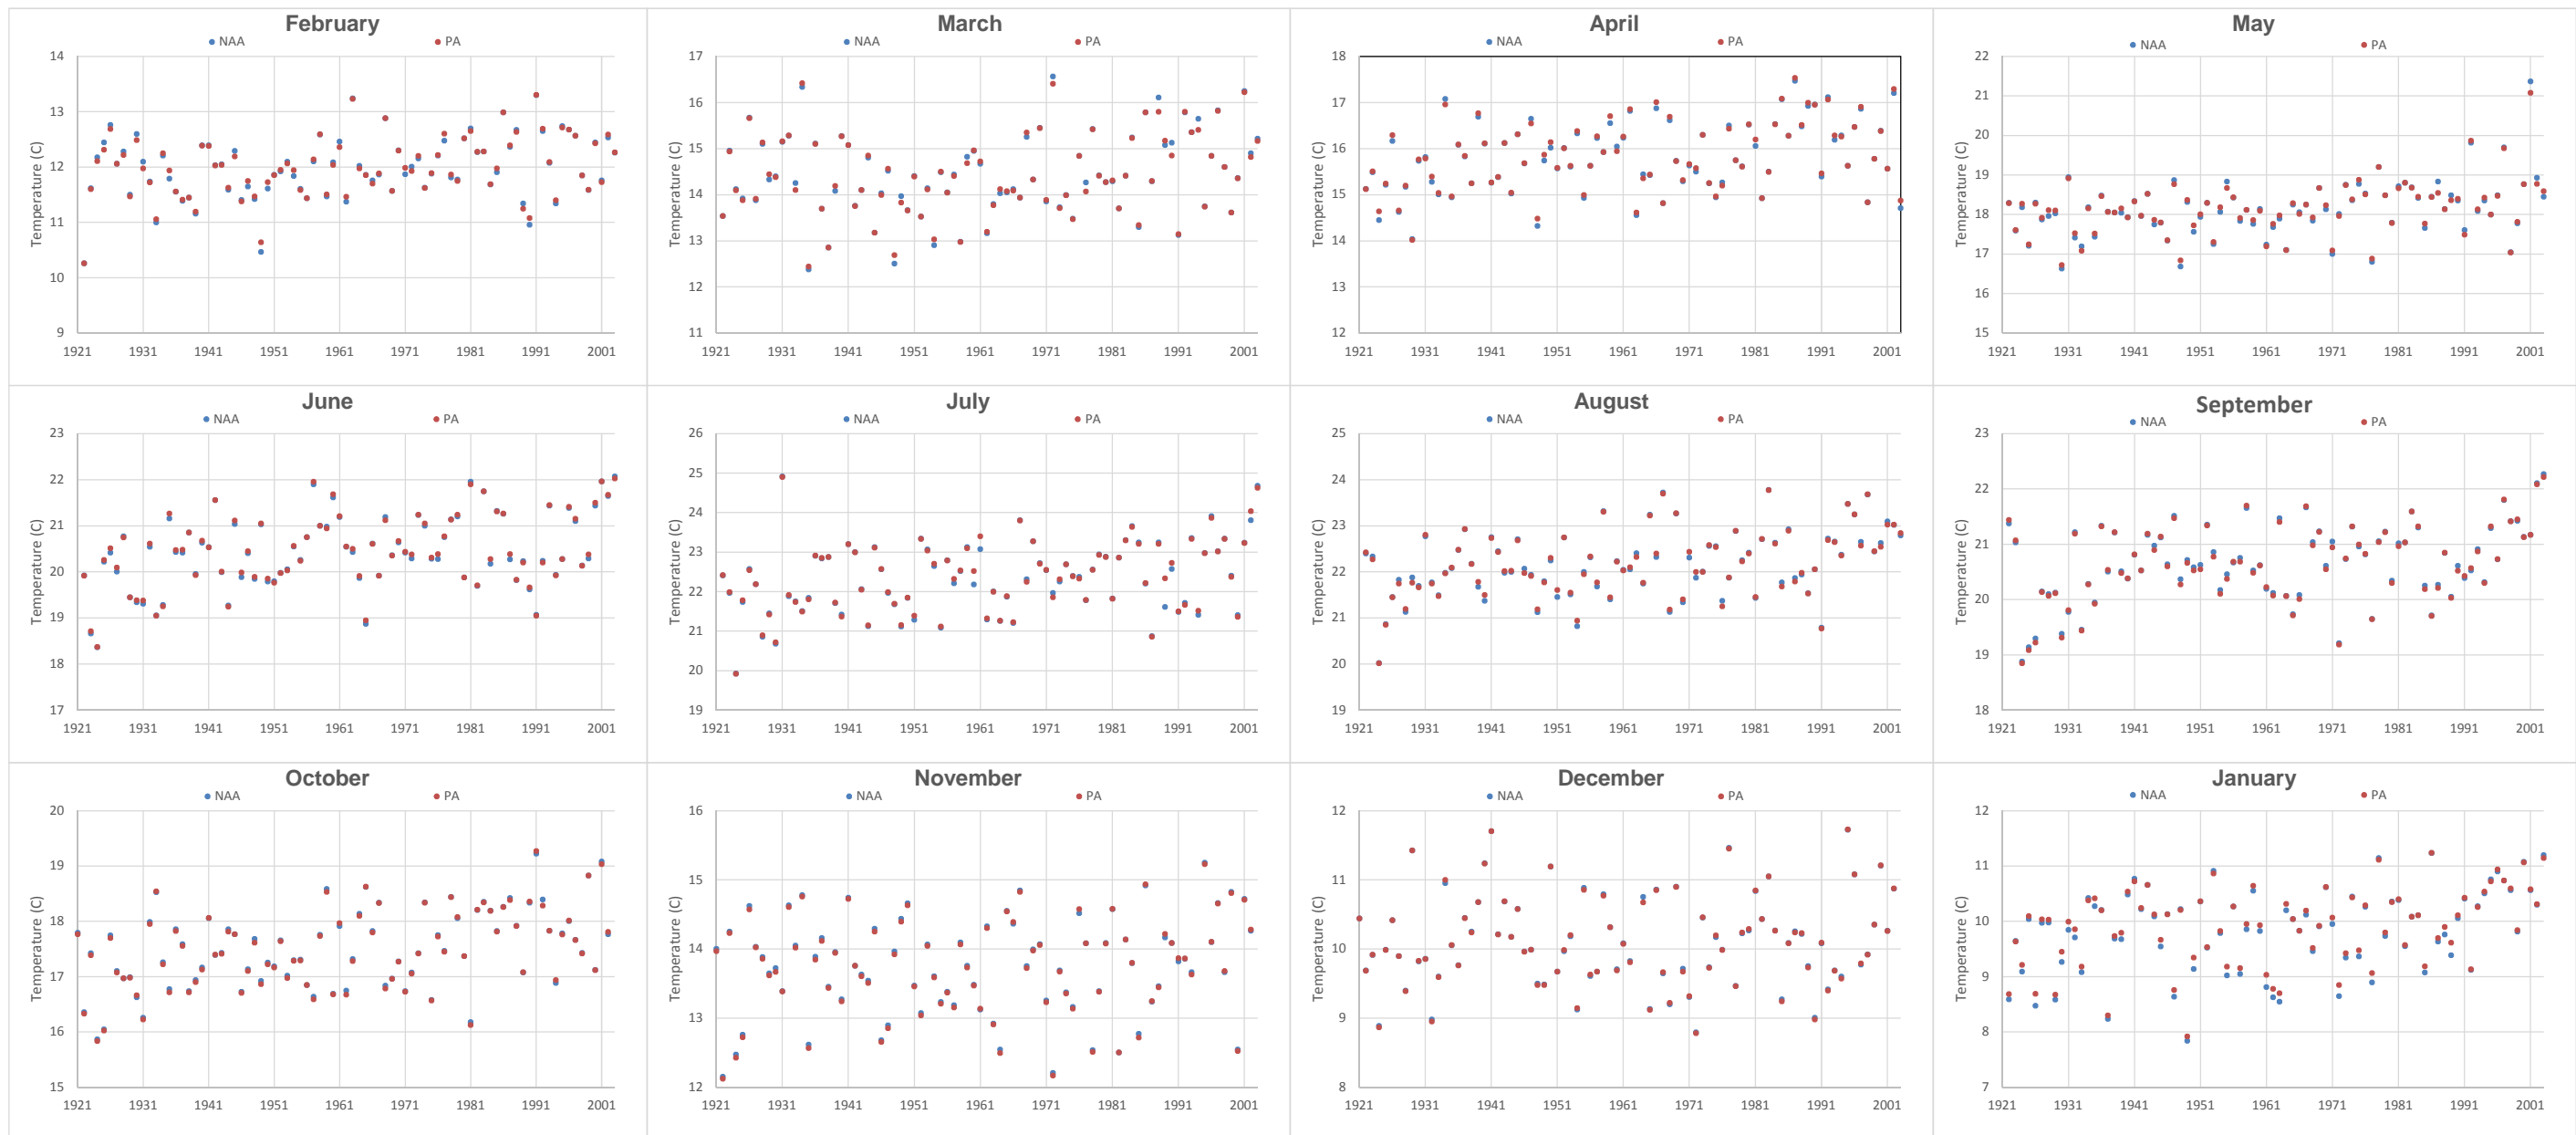 February
NAA PA
Temperature (C)
14
13
12
11
10
9
1921 1931 1941 1951 1961 1971 1981 1991 2001
March
NAA PA
Temperature (C)
17
16
15
14
13
12
11
1921 1931 1941 1951 1961 1971 1981 1991 2001
April
NAA PA
Temperature (C)
18
17
16
15
14
13
12
1921 1931 1941 1951 1961 1971 1981 1991 2001
May
NAA PA
Temperature (C)
22
21
20
19
18
17
16
15
1921 1931 1941 1951 1961 1971 1981 1991 2001
June
NAA PA
Temperature (C)
23
22
21
20
19
18
17
1921 1931 1941 1951 1961 1971 1981 1991 2001
July
NAA PA
Temperature (C)
26
25
24
23
22
21
20
19
1921 1931 1941 1951 1961 1971 1981 1991 2001
August
NAA PA
Temperature (C)
25
24
23
22
21
20
19
1921 1931 1941 1951 1961 1971 1981 1991 2001
September
NAA PA
Temperature (C)
23
22
21
20
19
18
1921 1931 1941 1951 1961 1971 1981 1991 2001
October
NAA PA
Temperature (C)
20
19
18
17
16
15
1921 1931 1941 1951 1961 1971 1981 1991 2001
November
NAA PA
Temperature (C)
16
15
14
13
12
1921 1931 1941 1951 1961 1971 1981 1991 2001
December
NAA PA
Temperature (C)
12
11
10
9
8
1921 1931 1941 1951 1961 1971 1981 1991 2001
January
NAA PA
Temperature (C)
12
11
10
9
8
7
1921 1931 1941 1951 1961 1971 1981 1991 2001